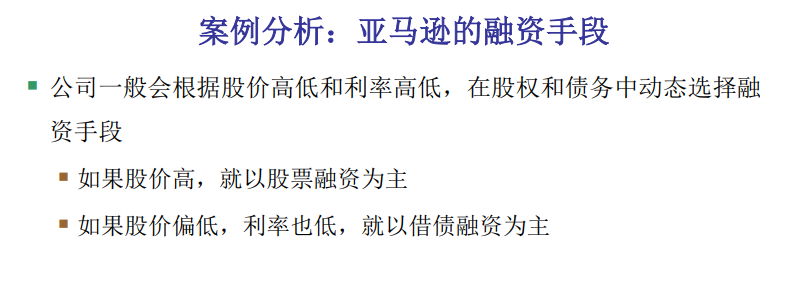 案例分析：亚马逊的融资手段
公司一般会根据股价高低和利率高低，在股权和债务中动态选择融
资手段
如果股价高，就以股票融资为主
如果股价偏低，利率也低，就以借债融资为主